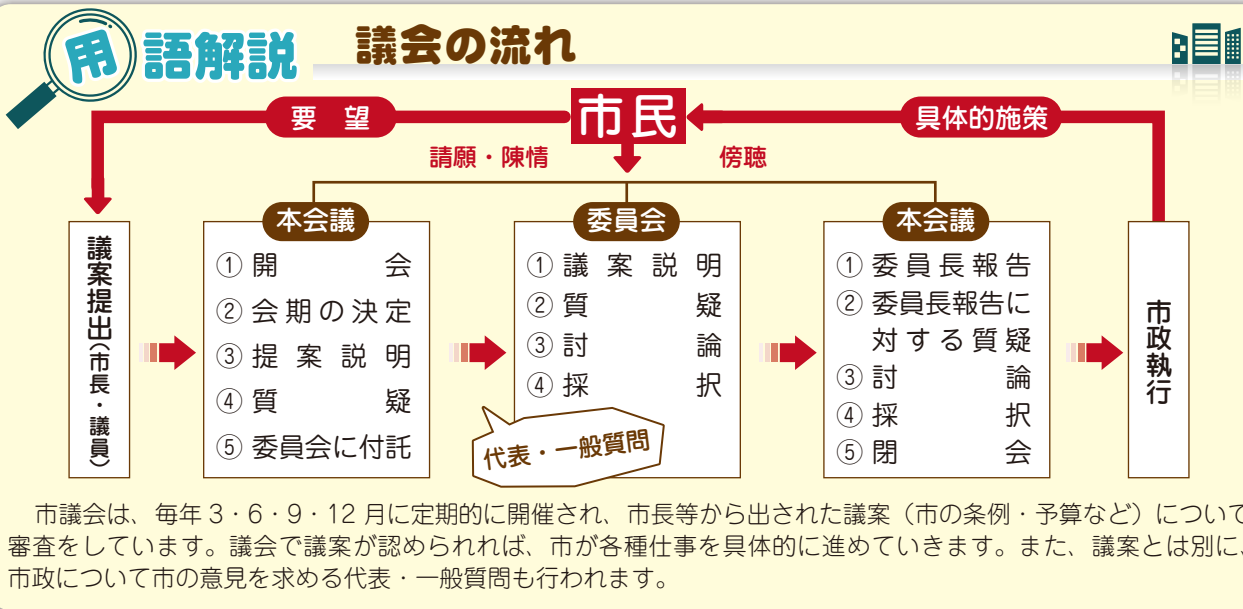 用語解説 議会の流れ
要望
市民
具体的施策
請願・陳情
傍聴
議案提出(市長・議員)
本会議
①開会
②会期の決定
③提案説明
④質疑
⑤委員会に付託
委員会
①議案説明
②質疑
③討論
④採択
代表・一般質問
本会議
①委員長報告
②委員長報告に
対する質疑
③討論
④採択
⑤閉会
市政執行
市議会は、毎年3・6・9・12月に定期的に開催され、市長等から出された議案（市の条例・予算など）について
審査をしています。議会で議案が認められれば、市が各種仕事を具体的に進めていきます。また、議案とは別に、
市政について市の意見を求める代表・一般質問も行われます。